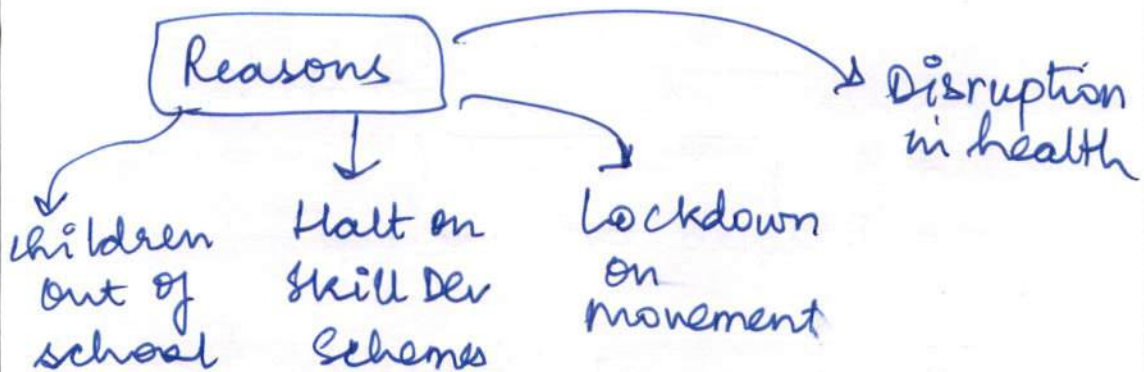 Reasons
Disruption
in health
Children
out of
school
Halt on
Skill Dev
Schemes
Lockdown
on
movement